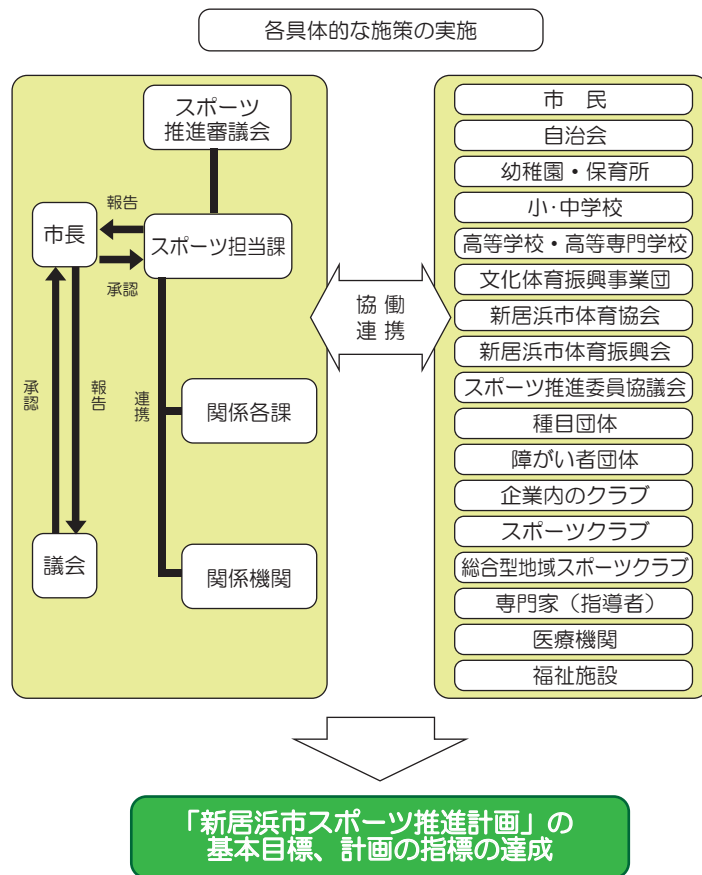 各具体的な施策の実施
スポーツ
推進審議会
報告
市長
スポーツ担当課
承認
承認
報告
連携
関係各課
議会
関係機関
協働
連携
市　民
自治会
幼稚園・保育所
小・中学校
高等学校・高等専門学校
文化体育振興事業団
新居浜市体育協会
新居浜市体育振興会
スポーツ推進委員協議会
種目団体
障がい者団体
企業内のクラブ
スポーツクラブ
総合型地域スポーツクラブ
専門家（指導者）
医療機関
福祉施設
「新居浜市スポーツ推進計画」の
基本目標、計画の指標の達成